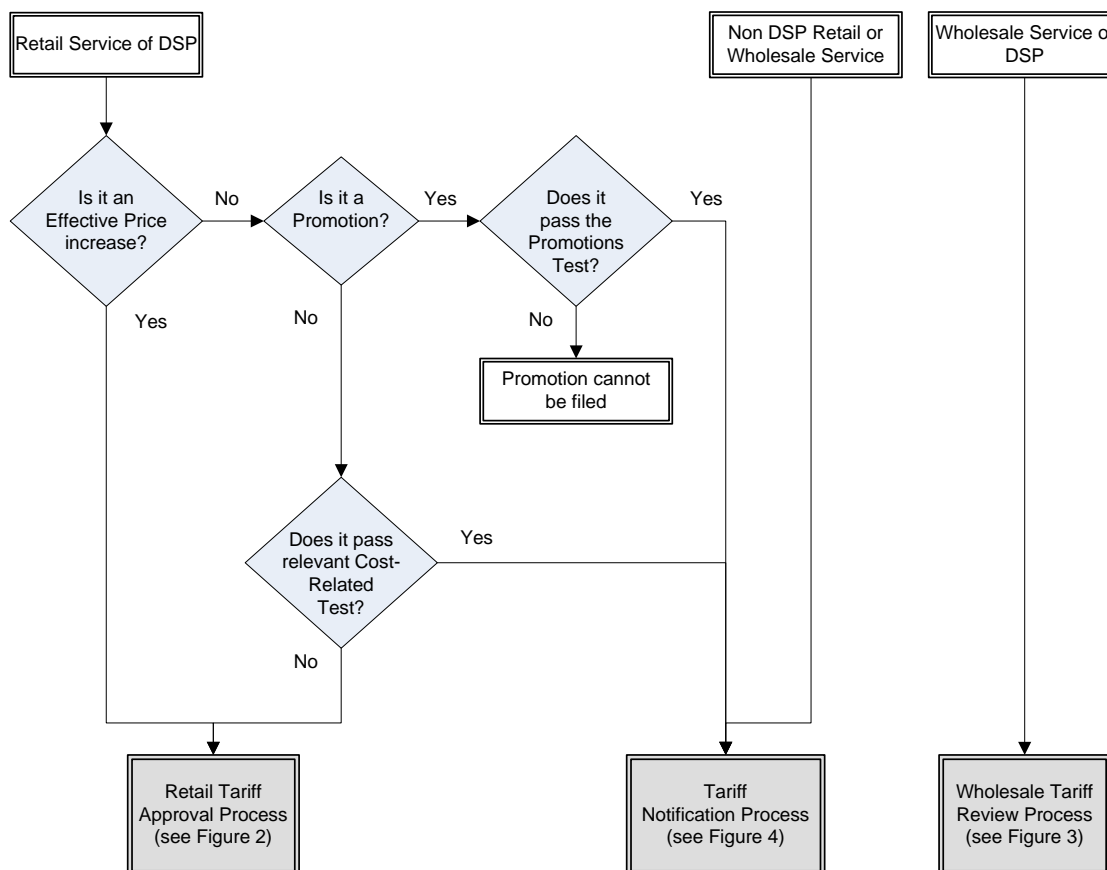 Retail Service of DSP
Non DSP Retail or
Wholesale Service
Wholesale Service o
DSP
Is it an
Effective Price
increase?
No
Is it a
Promotion?
Yes
Does it
pass the
Promotions
Test?
Yes
Yes
No
No
Promotion cannot
be filed
Does it pass
relevant Cost-
Related
Test?
Yes
No
Retail Tariff
Approval Process
(see Figure 2)
Tariff
Notification Process
(see Figure 4)
Wholesale Tariff
Review Process
(see Figure 3)